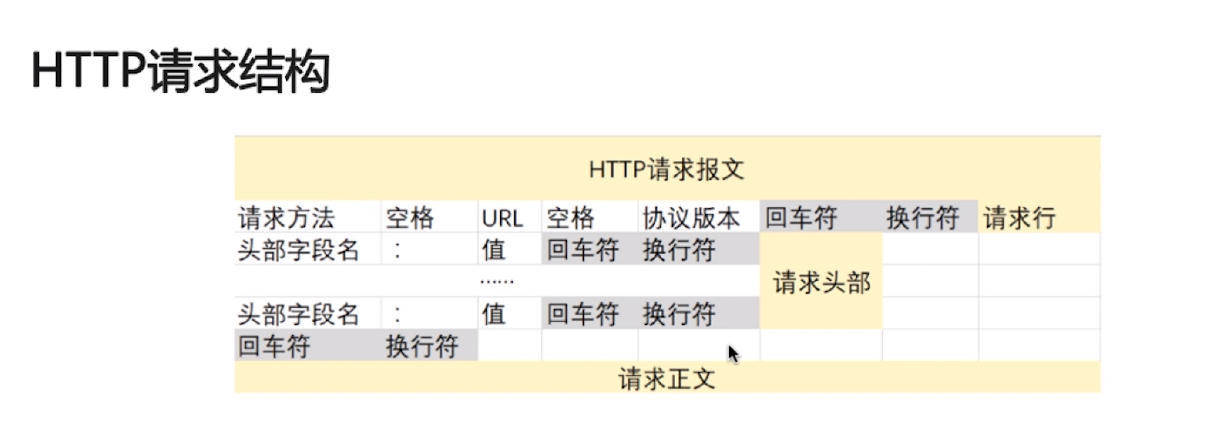 HTTP请求结构
HTTP请求报文
请求方法 空格 URL 空格 协议版本 回车符 换行符 请求行
头部字段名 : 值 回车符 换行符
请求头部
......
头部字段名 : 值 回车符 换行符
回车符 换行符
请求正文